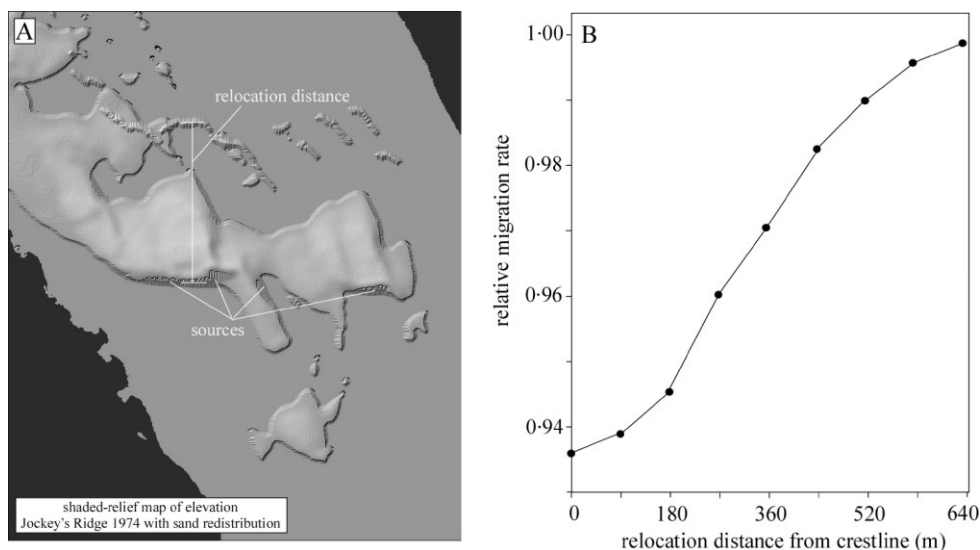 A
relocation distance
sources
shaded-relief map of elevation
Jockey's Ridge 1974 with sand redistribution
B
1·00
0·98
0·96
0·94
relative migration rate
0 180 360 520 640
relocation distance from crestline (m)